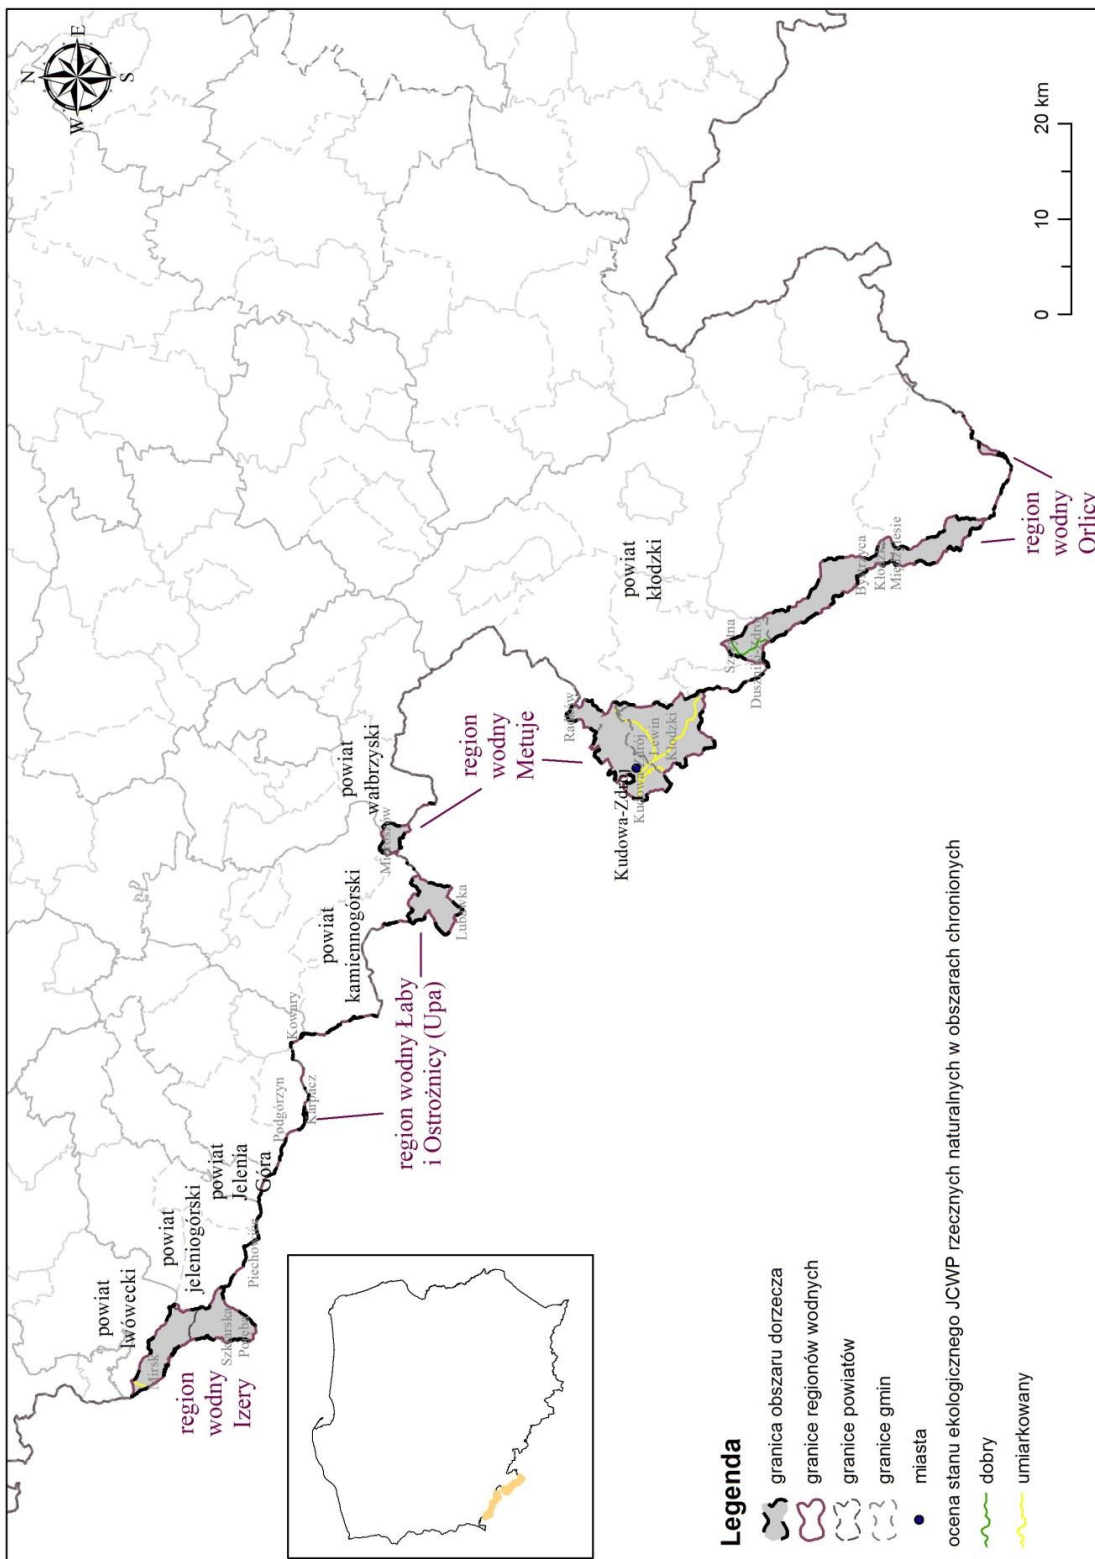 N
E
S
W
powiat
lwówecki
powiat
jeleniogórski
powiat
Jelenia
Góra
Mirsk
Szklarska
Poręba
Piechowice
Podgórzyn
Karpacz
Kowary
region
wodny
Izery
region wodny Łaby
i Ostrożnicy (Upa)
powiat
kamiennogórski
powiat
wałbrzyski
Mieroszów
Lubawka
region
wodny
Metuje
Radków
Kudowa-Zdrój
Kudowa-Zdrój
Lewin
Kłodzki
powiat
kłodzki
Szczytna
Duszniki-Zdrój
Bystrzyca
Kłodzka
Międzylesie
region
wodny
Orlicy
Legenda
granica obszaru dorzecza
granice regionów wodnych
granice powiatów
granice gmin
miasta
ocena stanu ekologicznego JCWP rzecznych naturalnych w obszarach chronionych
dobry
umiarkowany
0 10 20 km